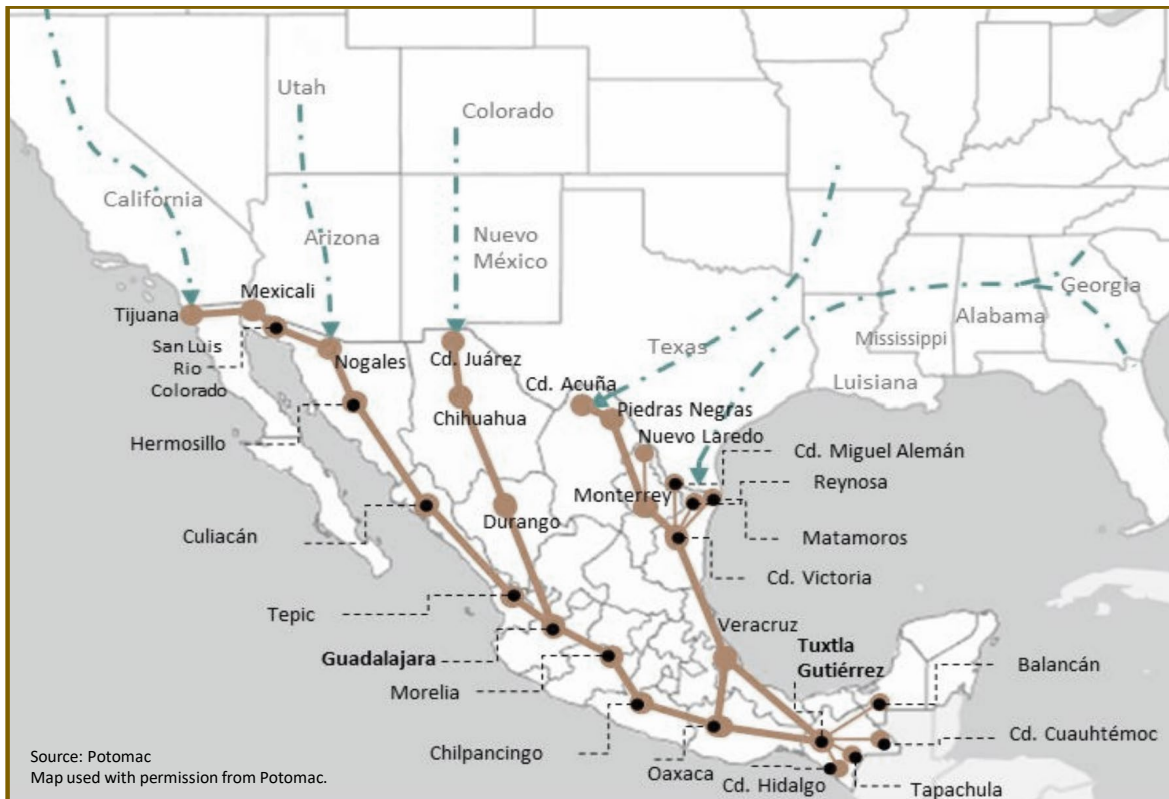 Utah
Colorado
California
Arizona
Nuevo
México
Georgia
Alabama
Mississippi
Texas
Luisiana
Mexicali
Tijuana
San Luis
Rio
Colorado
Nogales
Cd. Juárez
Cd. Acuña
Chihuahua
Piedras Negras
Nuevo Laredo
Hermosillo
Cd. Miguel Alemán
Reynosa
Monterrey
Durango
Culiacán
Matamoros
Cd. Victoria
Tepic
Veracruz
Tuxtla
Gutiérrez
Guadalajara
Balancán
Morelia
Chilpancingo
Cd. Cuauhtémoc
Oaxaca
Cd. Hidalgo
Tapachula
Source: Potomac
Map used with permission from Potomac.